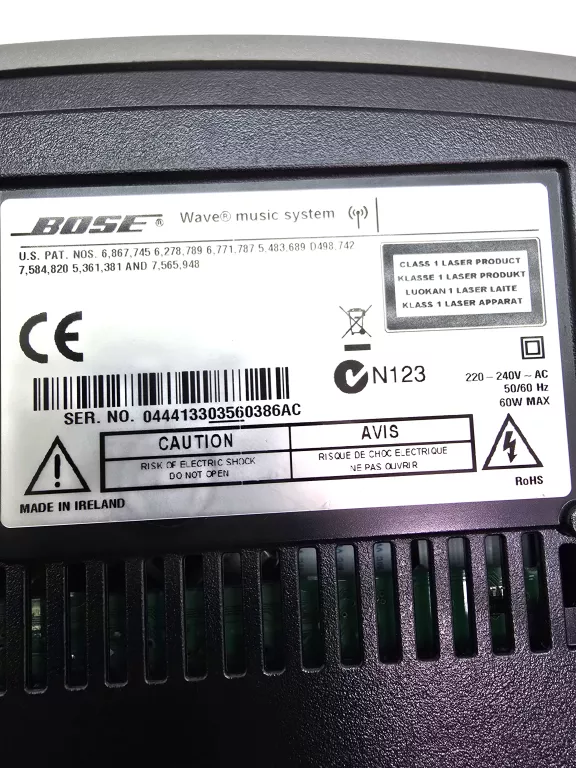 BOSE® Wave® music system
U.S. PAT. NOS. 6,867,745 6,278,789 6,771,787 5,483,689 D498,742
7,584,820 5,361,381 AND 7,565,948
CLASS 1 LASER PRODUCT
KLASSE 1 LASER PRODUKT
LUOKAN 1 LASER LAITE
KLASS 1 LASER APPARAT
CE
N123
220 – 240V ~ AC
50/60 Hz
60W MAX
SER. NO. 044413303560386AC
CAUTION
RISK OF ELECTRIC SHOCK
DO NOT OPEN
AVIS
RISQUE DE CHOC ELECTRIQUE
NE PAS OUVRIR
MADE IN IRELAND
RoHS